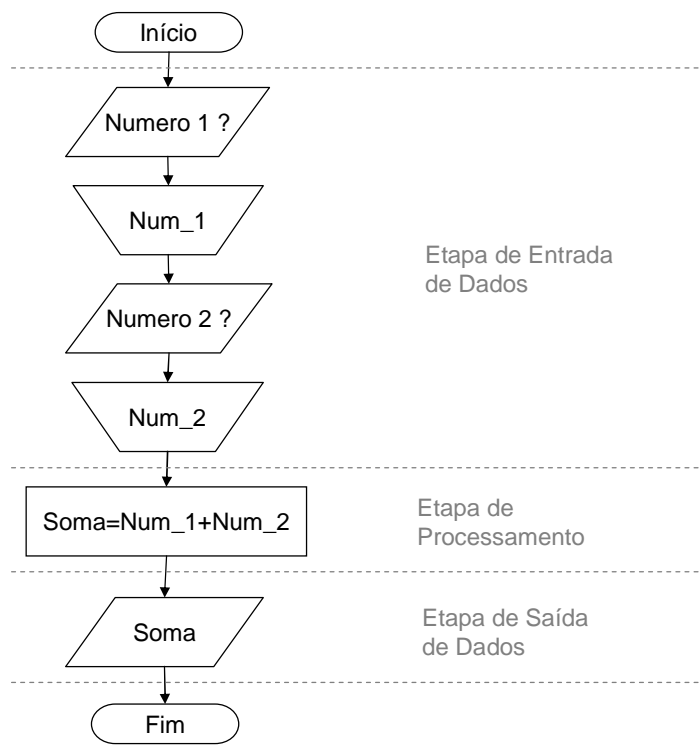 Início
Numero 1 ?
Num_1
Numero 2 ?
Num_2
Etapa de Entrada
de Dados
Soma=Num_1+Num_2
Etapa de
Processamento
Soma
Etapa de Saída
de Dados
Fim